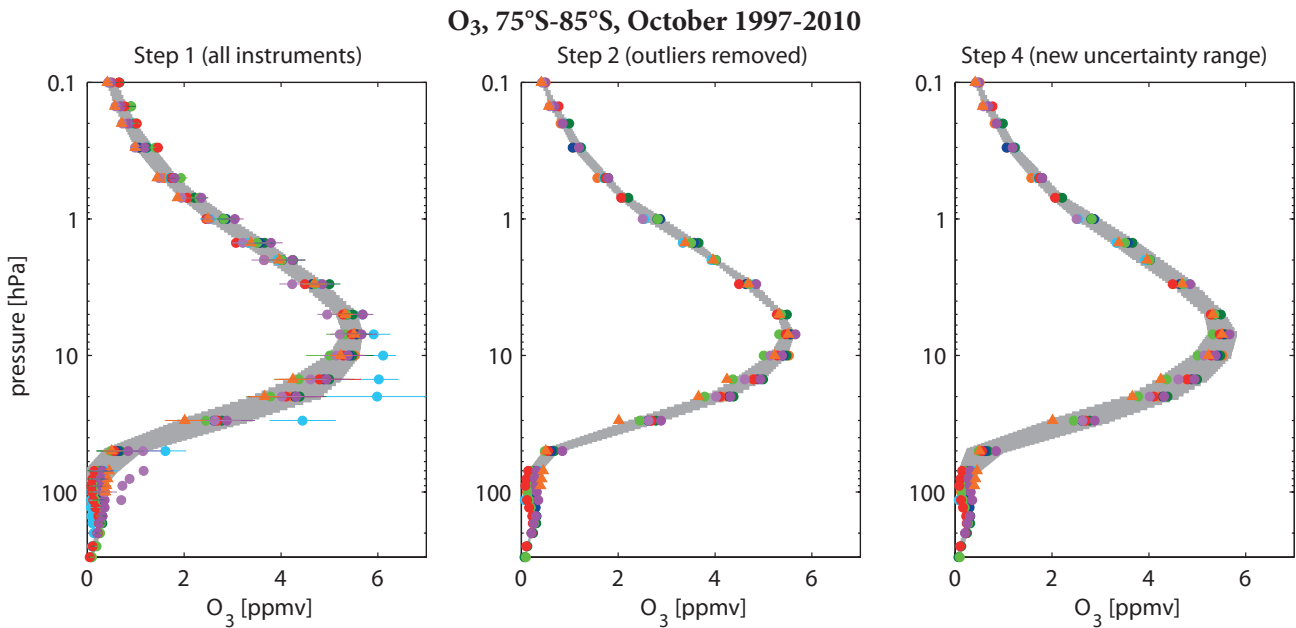 O3, 75°S-85°S, October 1997-2010
Step 1 (all instruments)
Step 2 (outliers removed)
Step 4 (new uncertainty range)
pressure [hPa]
0.1
1
10
100
0 2 4 6
O3 [ppmv]
0.1
1
10
100
0 2 4 6
O3 [ppmv]
0.1
1
10
100
0 2 4 6
O3 [ppmv]